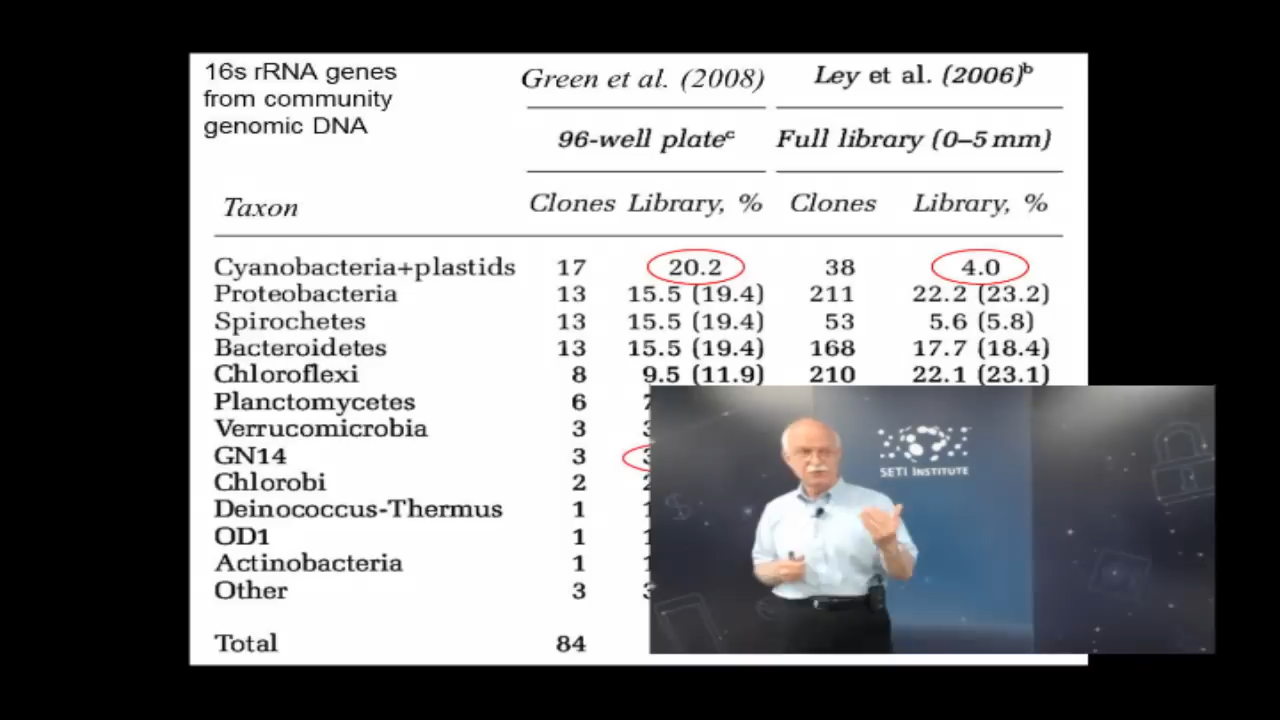 16s rRNA genes
from community
genomic DNA
Green et al. (2008) Ley et al. (2006)b
96-well platec Full library (0–5 mm)
Taxon Clones Library, % Clones Library, %
Cyanobacteria+plastids 17 20.2 38 4.0
Proteobacteria 13 15.5 (19.4) 211 22.2 (23.2)
Spirochetes 13 15.5 (19.4) 53 5.6 (5.8)
Bacteroidetes 13 15.5 (19.4) 168 17.7 (18.4)
Chloroflexi 8 9.5 (11.9) 210 22.1 (23.1)
Planctomycetes 6
Verrucomicrobia 3
GN14 3
Chlorobi 2
Deinococcus-Thermus 1
OD1 1
Actinobacteria 1
Other 3
Total 84
SETI INSTITUTE